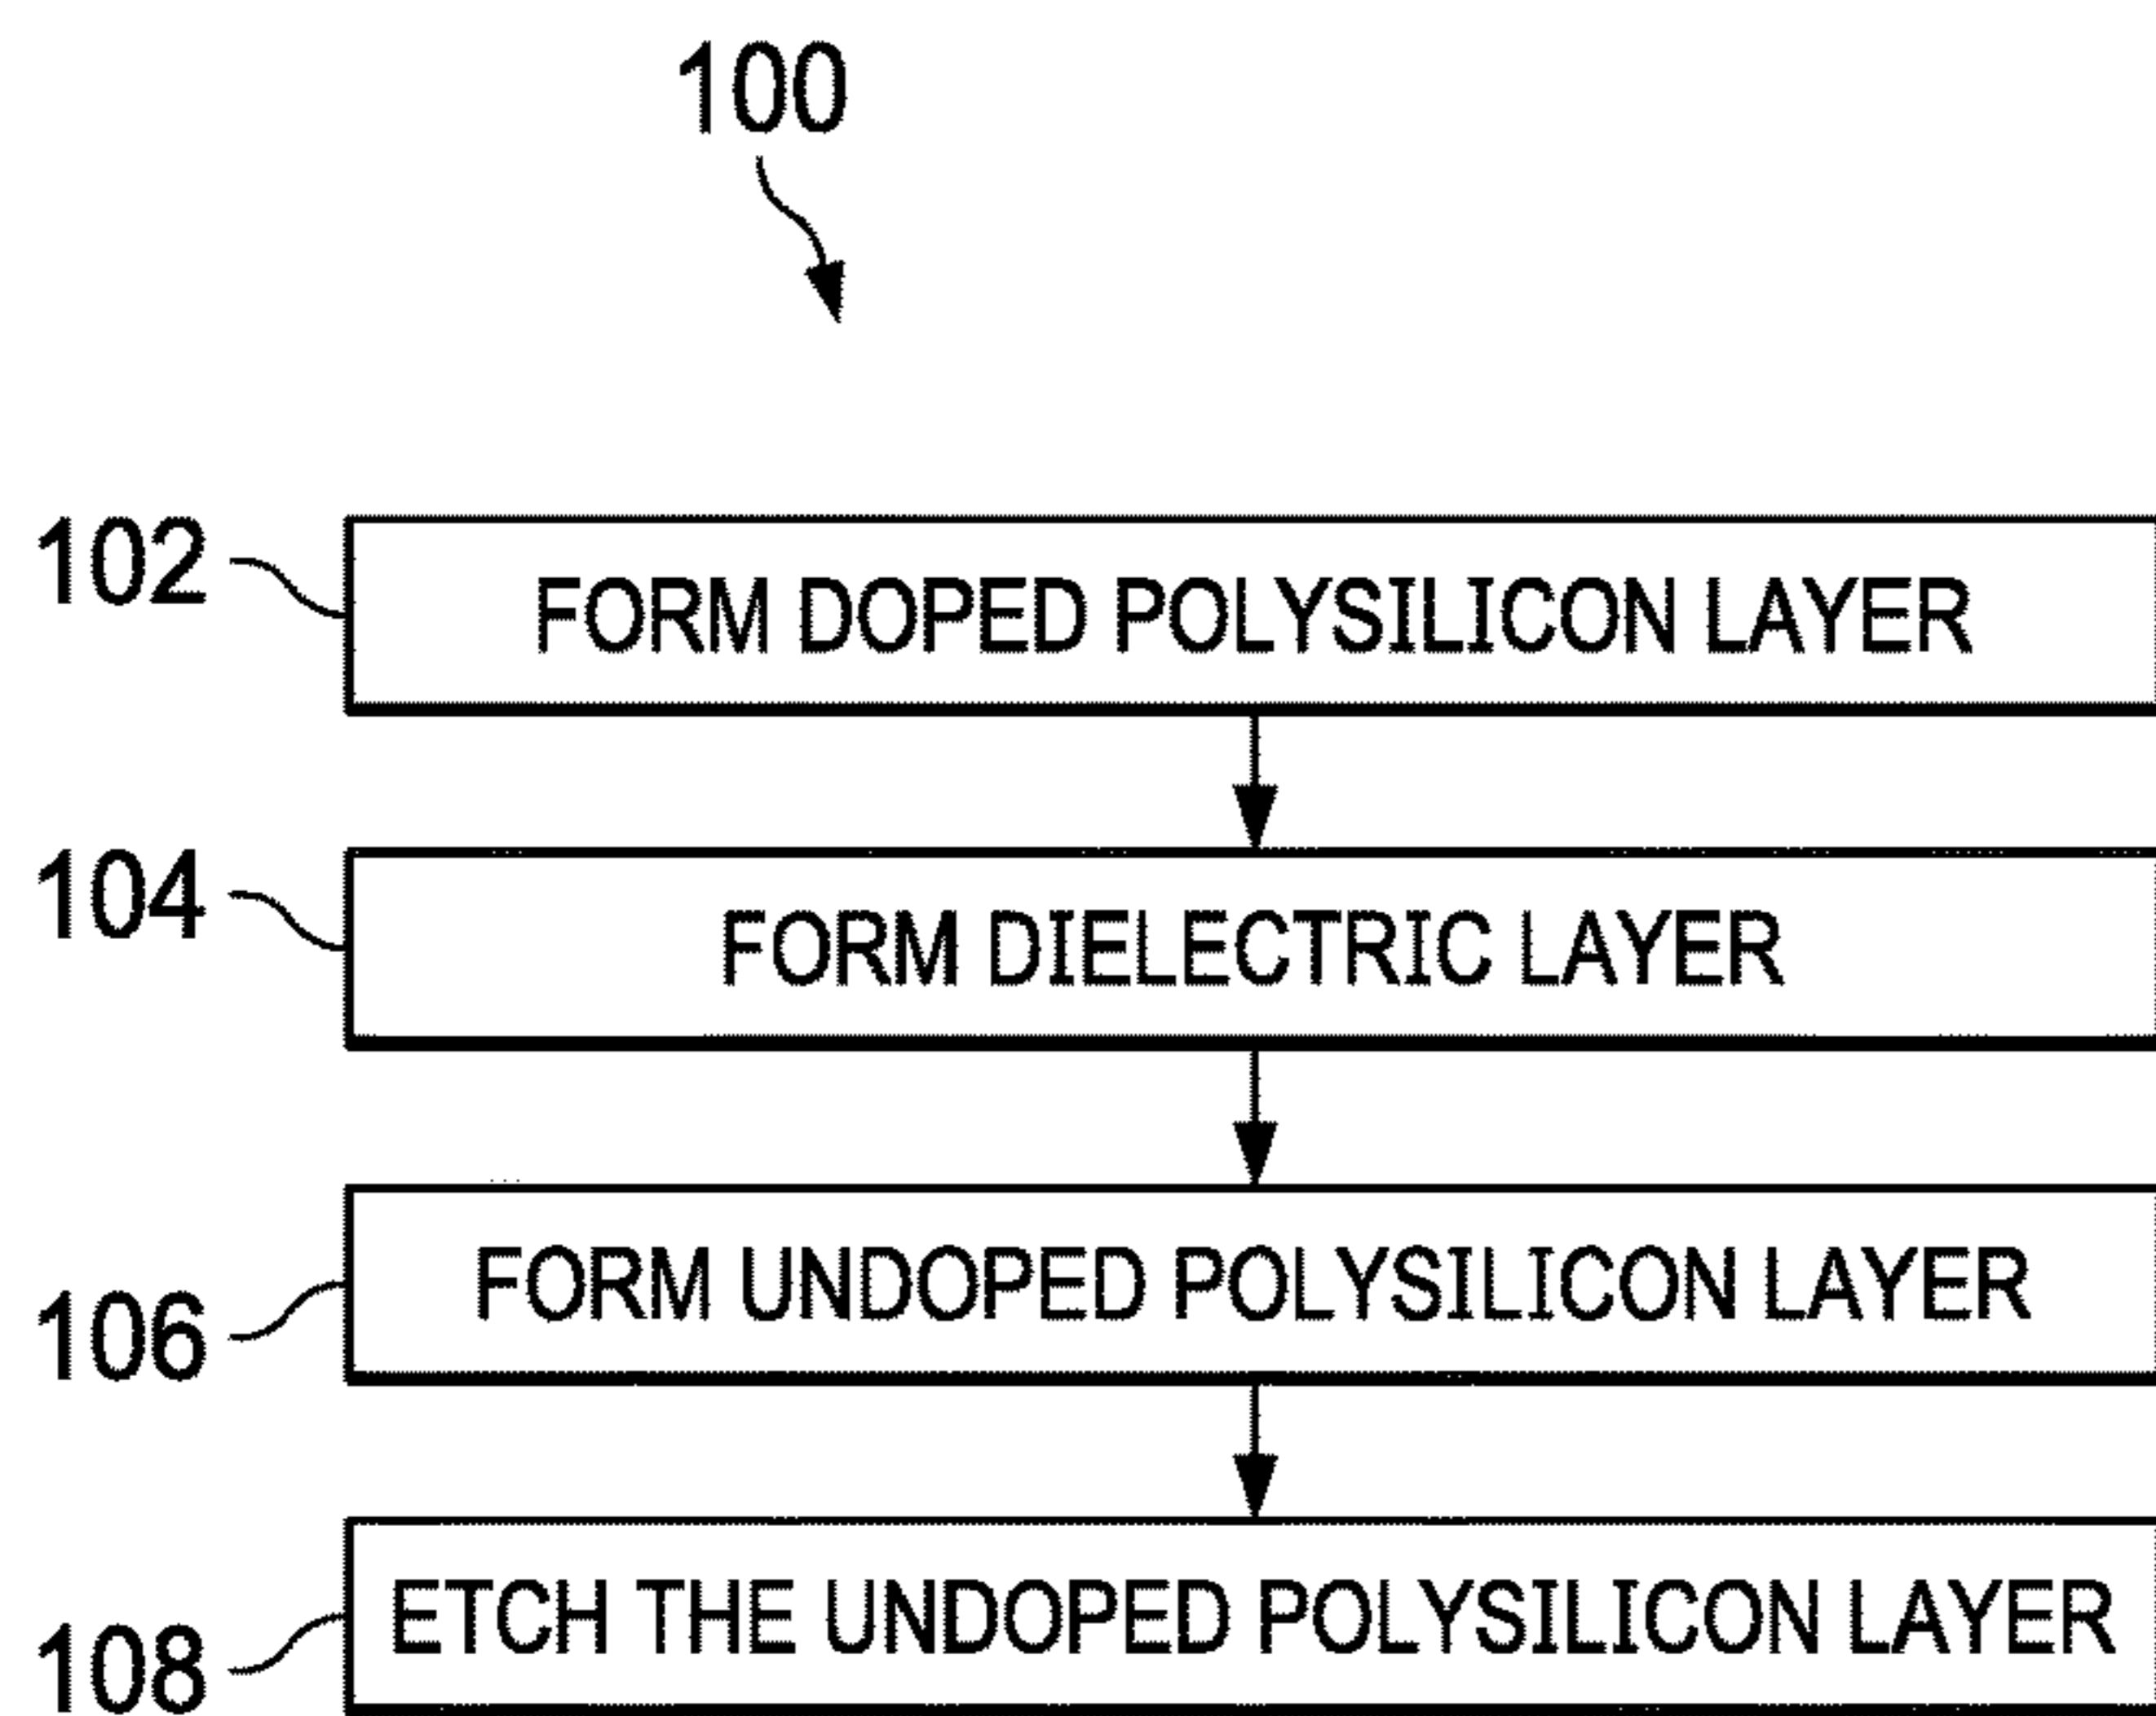 100
102 FORM DOPED POLYSILICON LAYER
104 FORM DIELECTRIC LAYER
106 FORM UNDOPED POLYSILICON LAYER
108 ETCH THE UNDOPED POLYSILICON LAYER